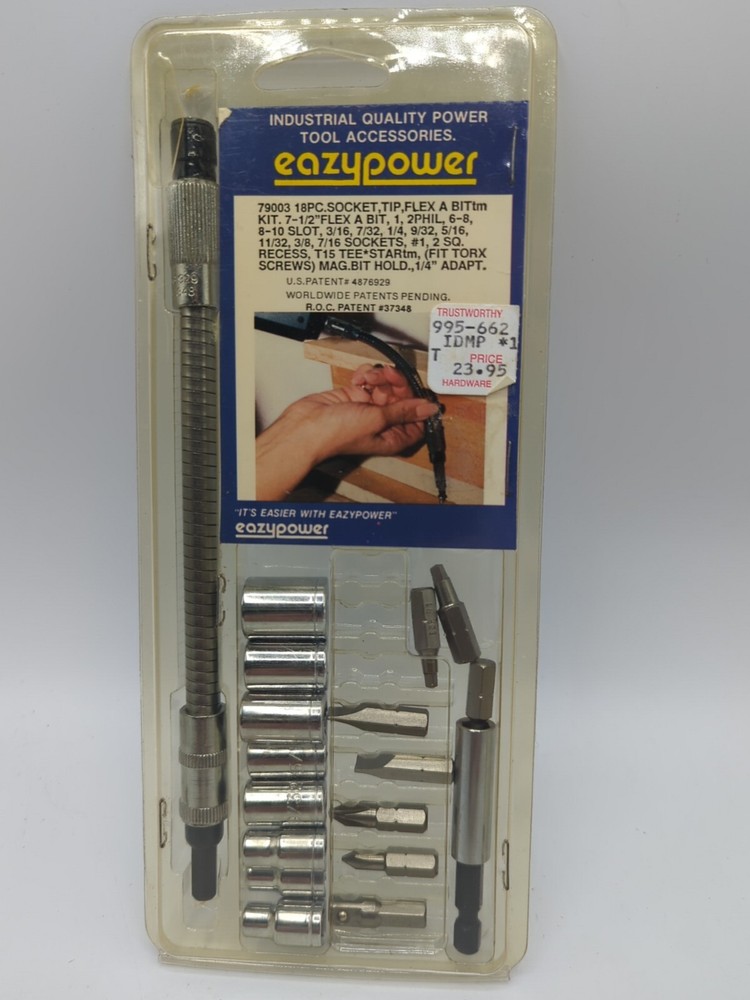 INDUSTRIAL QUALITY POWER
TOOL ACCESSORIES.
eazypower
79003 18PC.SOCKET,TIP,FLEX A BITtm
KIT. 7-1/2"FLEX A BIT, 1, 2PHIL, 6-8,
8-10 SLOT, 3/16, 7/32, 1/4, 9/32, 5/16,
11/32, 3/8, 7/16 SOCKETS, #1, 2 SQ.
RECESS, T15 TEE*STARtm, (FIT TORX
SCREWS) MAG.BIT HOLD.,1/4" ADAPT.
U.S.PATENT# 4876929
WORLDWIDE PATENTS PENDING.
R.O.C. PATENT #37348
TRUSTWORTHY
995-662
IDMP *1
T PRICE
23.95
HARDWARE
"IT'S EASIER WITH EAZYPOWER"
eazypower